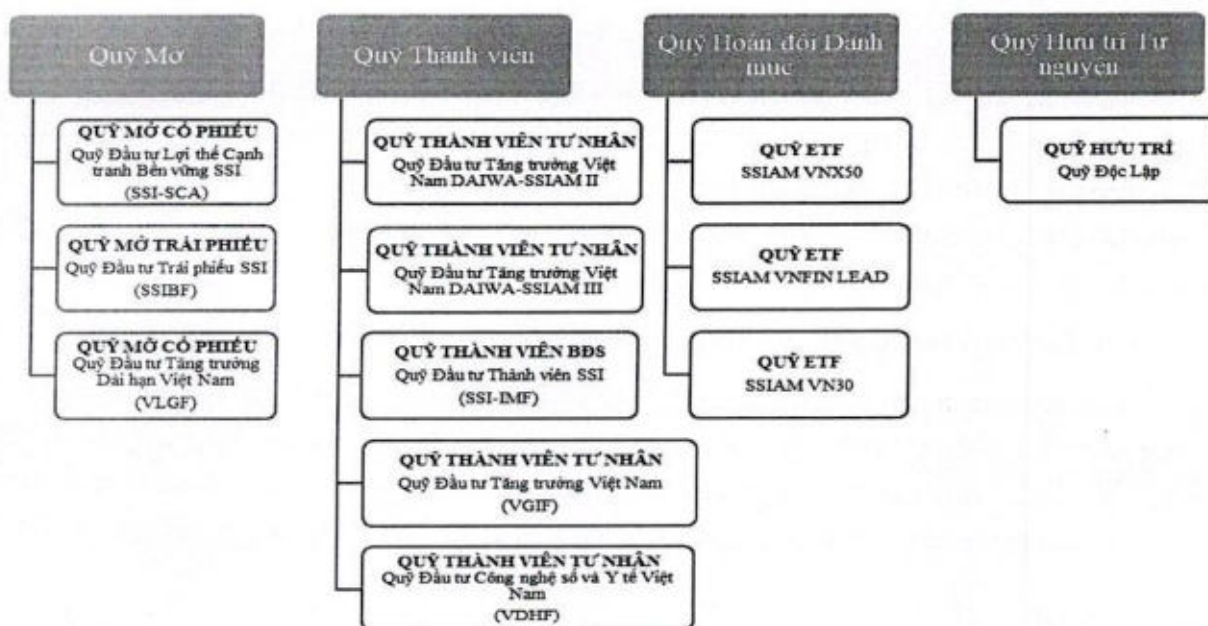 Quỹ Mở
QUỸ MỞ CỔ PHIẾU
Quỹ Đầu tư Lợi thế Cạnh
tranh Bền vững SSI
(SSI-SCA)
QUỸ MỞ TRÁI PHIẾU
Quỹ Đầu tư Trái phiếu SSI
(SSIBF)
QUỸ MỞ CỔ PHIẾU
Quỹ Đầu tư Tăng trưởng
Dài hạn Việt Nam
(VLGF)
Quỹ Thành viên
QUỸ THÀNH VIÊN TƯ NHÂN
Quỹ Đầu tư Tăng trưởng Việt
Nam DAIWA-SSIAM II
QUỸ THÀNH VIÊN TƯ NHÂN
Quỹ Đầu tư Tăng trưởng Việt
Nam DAIWA-SSIAM III
QUỸ THÀNH VIÊN BĐS
Quỹ Đầu tư Thành viên SSI
(SSI-IMF)
QUỸ THÀNH VIÊN TƯ NHÂN
Quỹ Đầu tư Tăng trưởng Việt Nam
(VGIF)
QUỸ THÀNH VIÊN TƯ NHÂN
Quỹ Đầu tư Công nghệ số và Y tế Việt
Nam
(VDHF)
Quỹ Hoán đổi Danh
mục
QUỸ ETF
SSIAM VNX50
QUỸ ETF
SSIAM VNFIN LEAD
QUỸ ETF
SSIAM VN30
Quỹ Hưu trí Tự
nguyện
QUỸ HƯU TRÍ
Quỹ Độc Lập